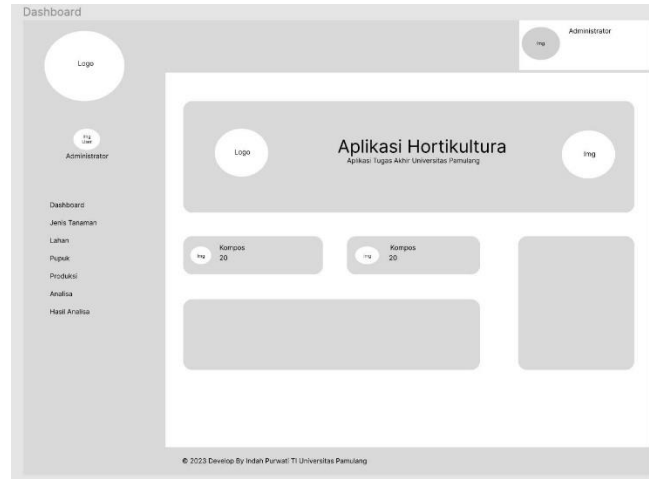 Dashboard
Logo
Img
User
Administrator
Dashboard
Jenis Tanaman
Lahan
Pupuk
Produksi
Analisa
Hasil Analisa
Img
Administrator
Logo
Aplikasi Hortikultura
Aplikasi Tugas Akhir Universitas Pamulang
Img
Img
Kompos
20
Img
Kompos
20
© 2023 Develop By Indah Purwati TI Universitas Pamulang